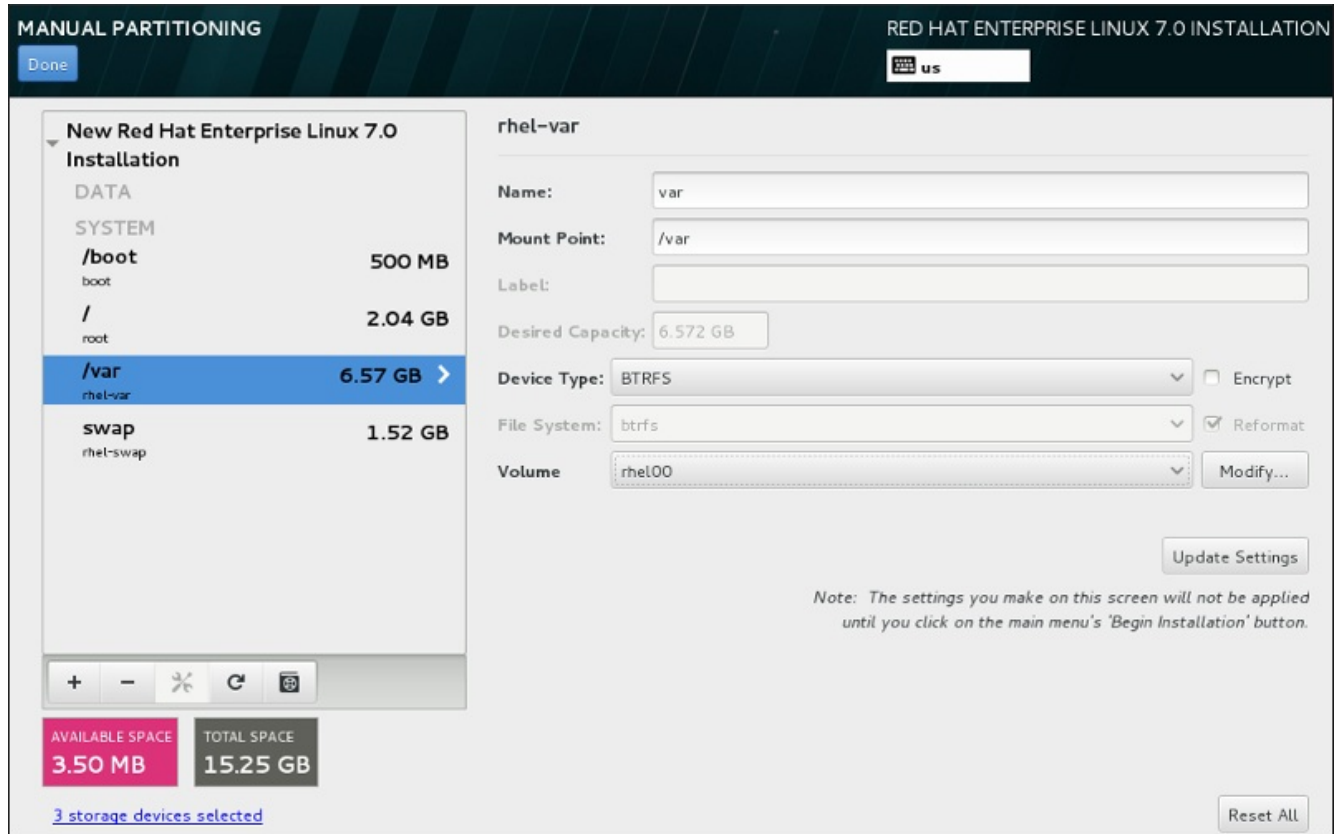 MANUAL PARTITIONING
RED HAT ENTERPRISE LINUX 7.0 INSTALLATION
Done
us
New Red Hat Enterprise Linux 7.0
Installation
DATA
SYSTEM
/boot
500 MB
boot
/
2.04 GB
root
/var
6.57 GB
rhel-var
swap
1.52 GB
rhel-swap
AVAILABLE SPACE
3.50 MB
TOTAL SPACE
15.25 GB
3 storage devices selected
rhel-var
Name:
var
Mount Point:
/var
Label:
Desired Capacity:
6.572 GB
Device Type:
BTRFS
Encrypt
File System:
btrfs
Reformat
Volume
rhel00
Modify...
Update Settings
Note: The settings you make on this screen will not be applied
until you click on the main menu's 'Begin Installation' button.
Reset All